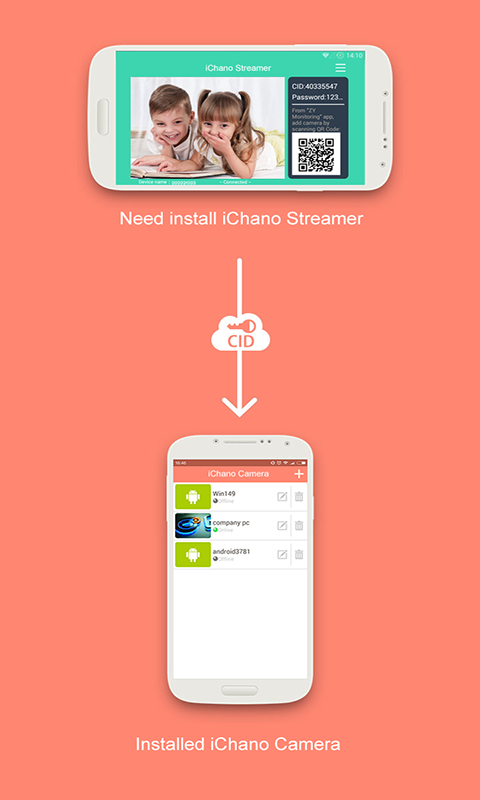 14:10
iChano Streamer
CID:40335547
Password:123...
From "ZY
Monitoring" app,
add camera by
scanning QR Code
Device name :
~ Connected ~
Need install iChano Streamer
CID
iChano Camera
Win149
Offline
company pc
Online
android3781
Offline
Installed iChano Camera